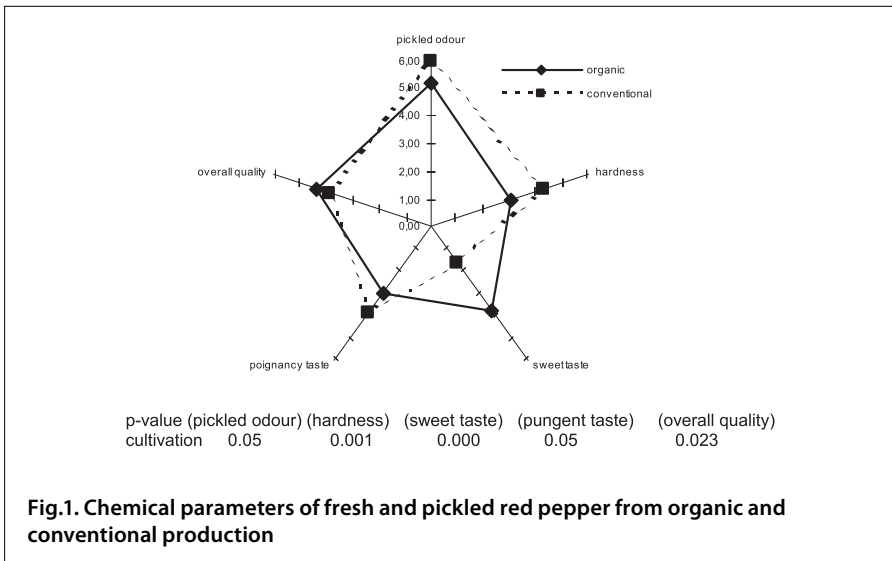 pickled odour
6,00
5,00
4,00
3,00
2,00
1,00
0,00
organic
conventional
overall quality
hardness
poignancy taste
sweet taste
p-value (pickled odour) (hardness) (sweet taste) (pungent taste) (overall quality)
cultivation 0.05 0.001 0.000 0.05 0.023
Fig.1. Chemical parameters of fresh and pickled red pepper from organic and
conventional production